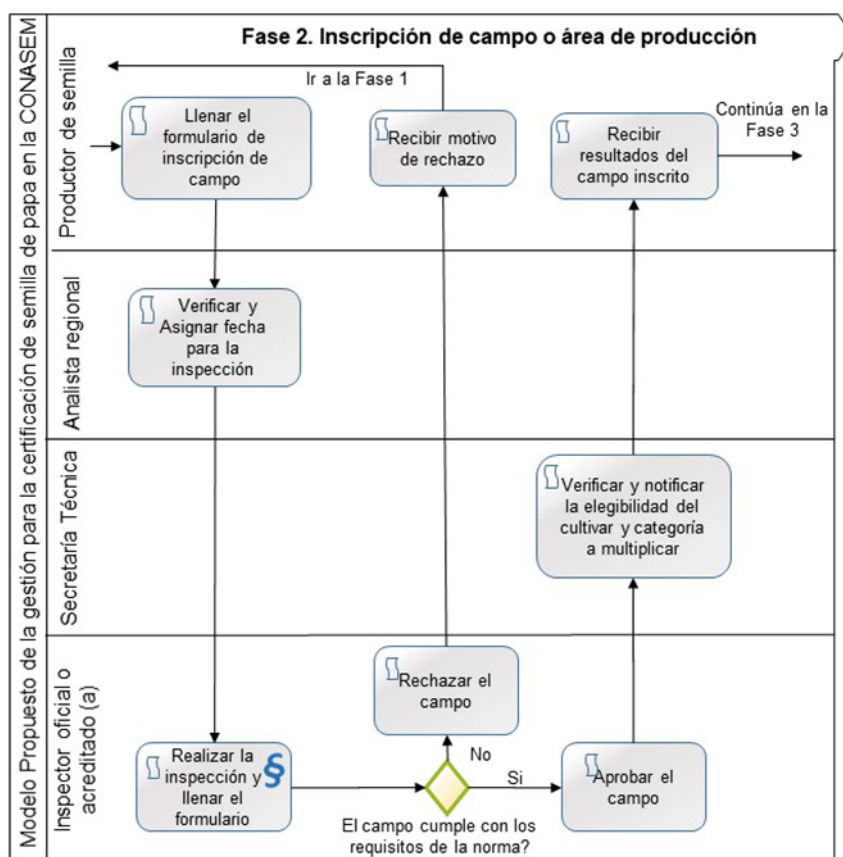 Modelo Propuesto de la gestión para la certificación de semilla de papa en la CONASEM
Fase 2. Inscripción de campo o área de producción
Productor de semilla
Ir a la Fase 1
Llenar el
formulario de
inscripción de
campo
Recibir motivo
de rechazo
Recibir
resultados del
campo inscrito
Continúa en la
Fase 3
Analista regional
Verificar y
Asignar fecha
para la
inspección
Secretaría Técnica
Verificar y notificar
la elegibilidad del
cultivar y categoría
a multiplicar
Inspector oficial o
acreditado (a)
Rechazar el
campo
Realizar la
inspección y
llenar el
formulario
§
No
Si
Aprobar el
campo
El campo cumple con los
requisitos de la norma?